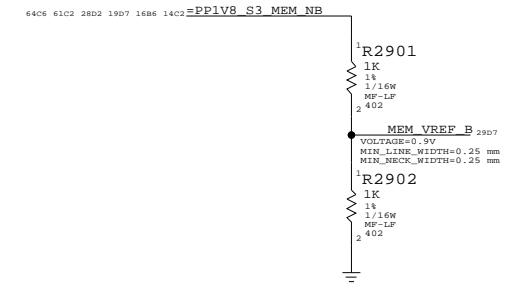 64C6 61C2 28D2 19D7 16B6 14C2 =PP1V8_S3_MEM_NB
1
R2901
1K
1%
1/16W
MF-LF
402
2
MEM_VREF_B 29D7
VOLTAGE=0.9V
MIN_LINE_WIDTH=0.25 mm
MIN_NECK_WIDTH=0.25 mm
1
R2902
1K
1%
1/16W
MF-LF
402
2